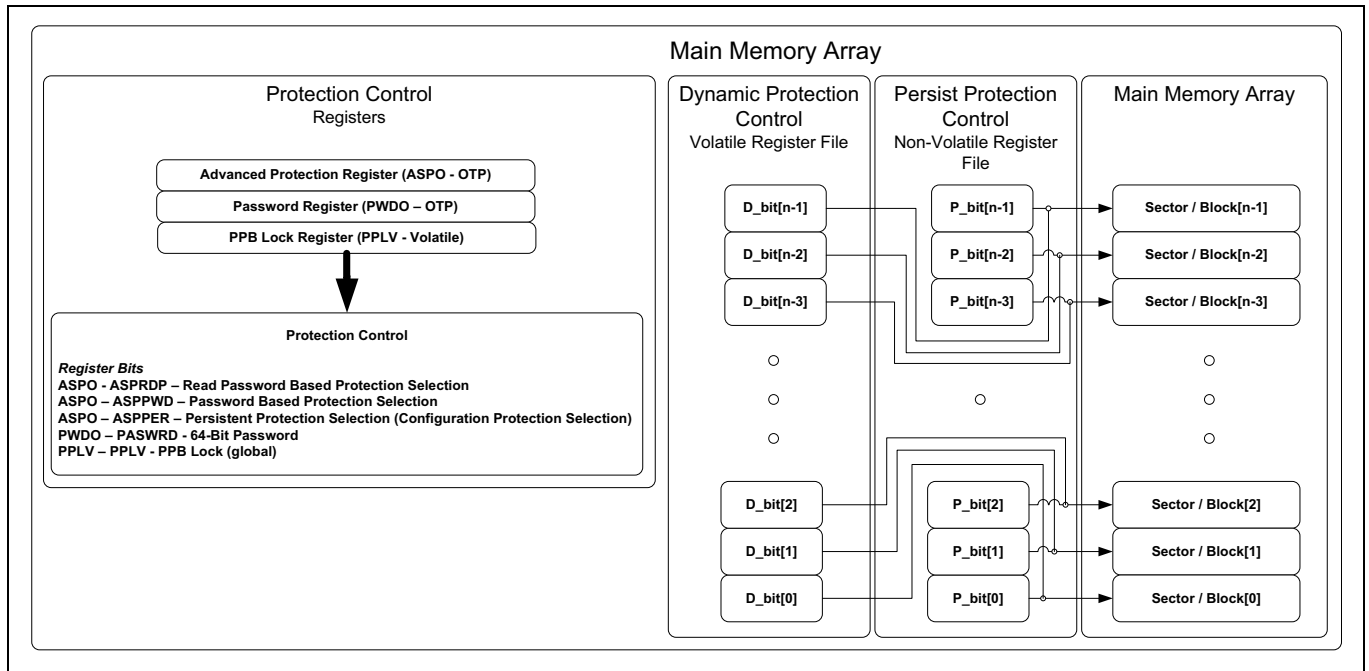 Main Memory Array
Protection Control
Registers
Advanced Protection Register (ASPO - OTP)
Password Register (PWDO – OTP)
PPB Lock Register (PPLV - Volatile)
Protection Control
Register Bits
ASPO - ASPRDP – Read Password Based Protection Selection
ASPO – ASPPWD – Password Based Protection Selection
ASPO – ASPPER – Persistent Protection Selection (Configuration Protection Selection)
PWDO – PASWRD - 64-Bit Password
PPLV – PPLV - PPB Lock (global)
Dynamic Protection
Control
Volatile Register File
D_bit[n-1]
D_bit[n-2]
D_bit[n-3]
D_bit[2]
D_bit[1]
D_bit[0]
Persist Protection
Control
Non-Volatile Register
File
P_bit[n-1]
P_bit[n-2]
P_bit[n-3]
P_bit[2]
P_bit[1]
P_bit[0]
Main Memory Array
Sector / Block[n-1]
Sector / Block[n-2]
Sector / Block[n-3]
Sector / Block[2]
Sector / Block[1]
Sector / Block[0]